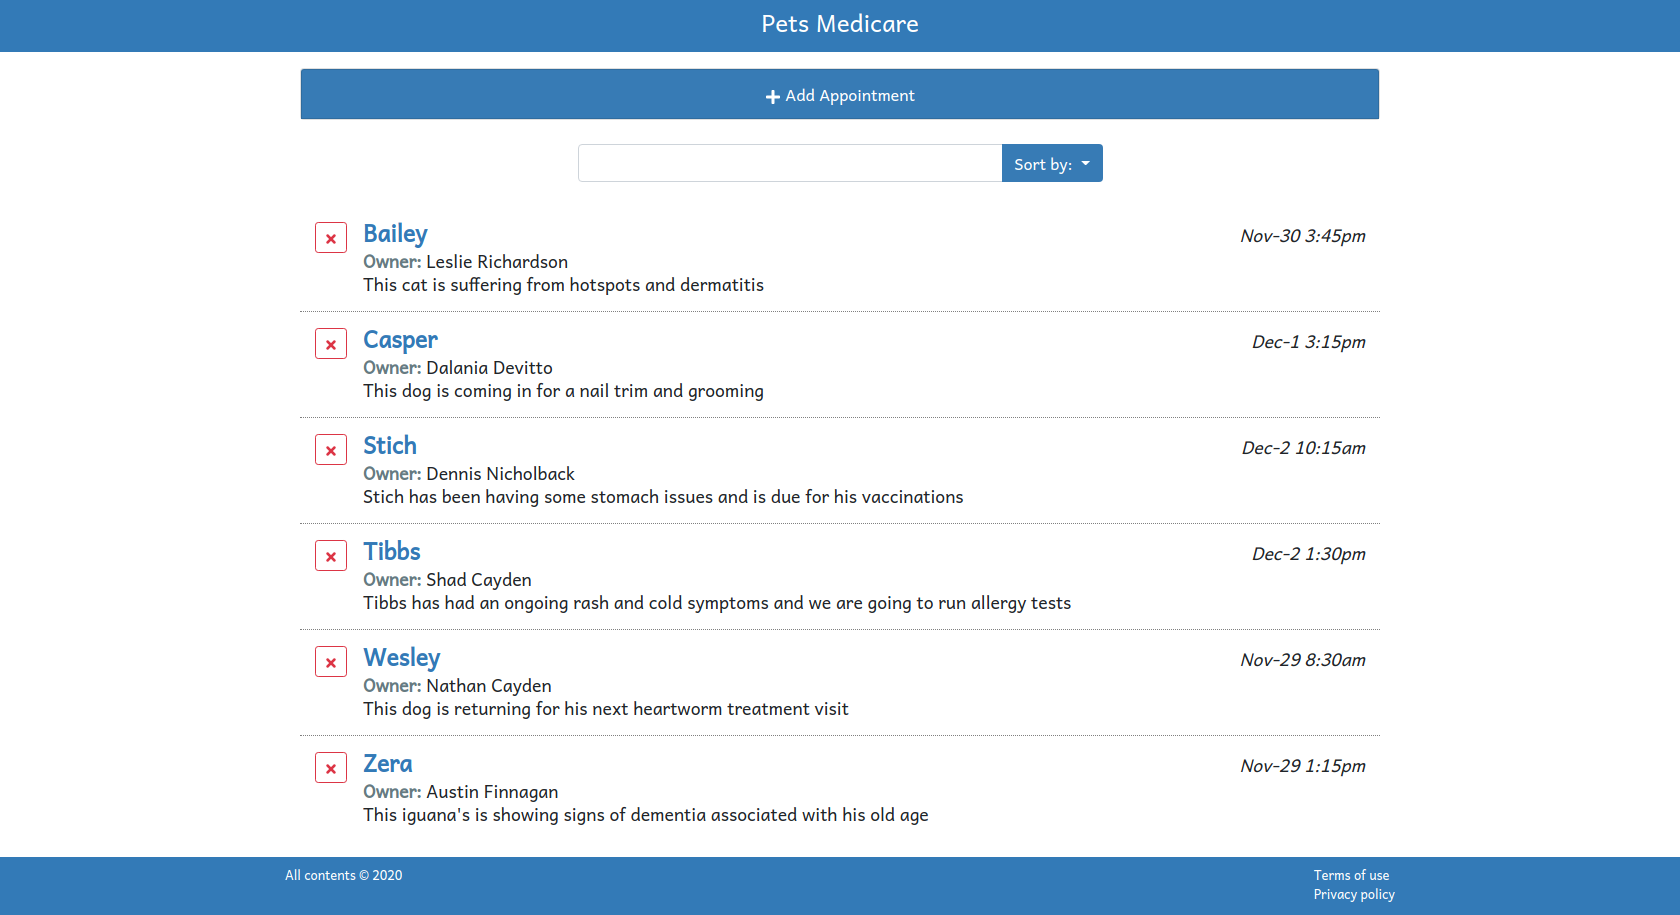 Pets Medicare
Add Appointment
Sort by:
Bailey Nov-30 3:45pm
Owner: Leslie Richardson
This cat is suffering from hotspots and dermatitis
Casper Dec-1 3:15pm
Owner: Dalania Devitto
This dog is coming in for a nail trim and grooming
Stich Dec-2 10:15am
Owner: Dennis Nicholback
Stich has been having some stomach issues and is due for his vaccinations
Tibbs Dec-2 1:30pm
Owner: Shad Cayden
Tibbs has had an ongoing rash and cold symptoms and we are going to run allergy tests
Wesley Nov-29 8:30am
Owner: Nathan Cayden
This dog is returning for his next heartworm treatment visit
Zera Nov-29 1:15pm
Owner: Austin Finnagan
This iguana's is showing signs of dementia associated with his old age
All contents © 2020 Terms of use
Privacy policy